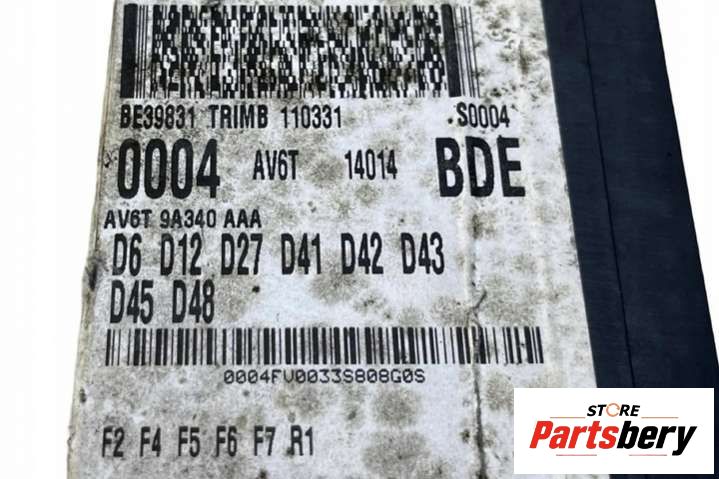 BE39831 TRIMB 110331 S0004
0004 AV6T 14014 BDE
AV6T 9A340 AAA
D6 D12 D27 D41 D42 D43
D45 D48
0004FV0033S808G0S
F2 F4 F5 F6 F7 R1
STORE
Partsbery